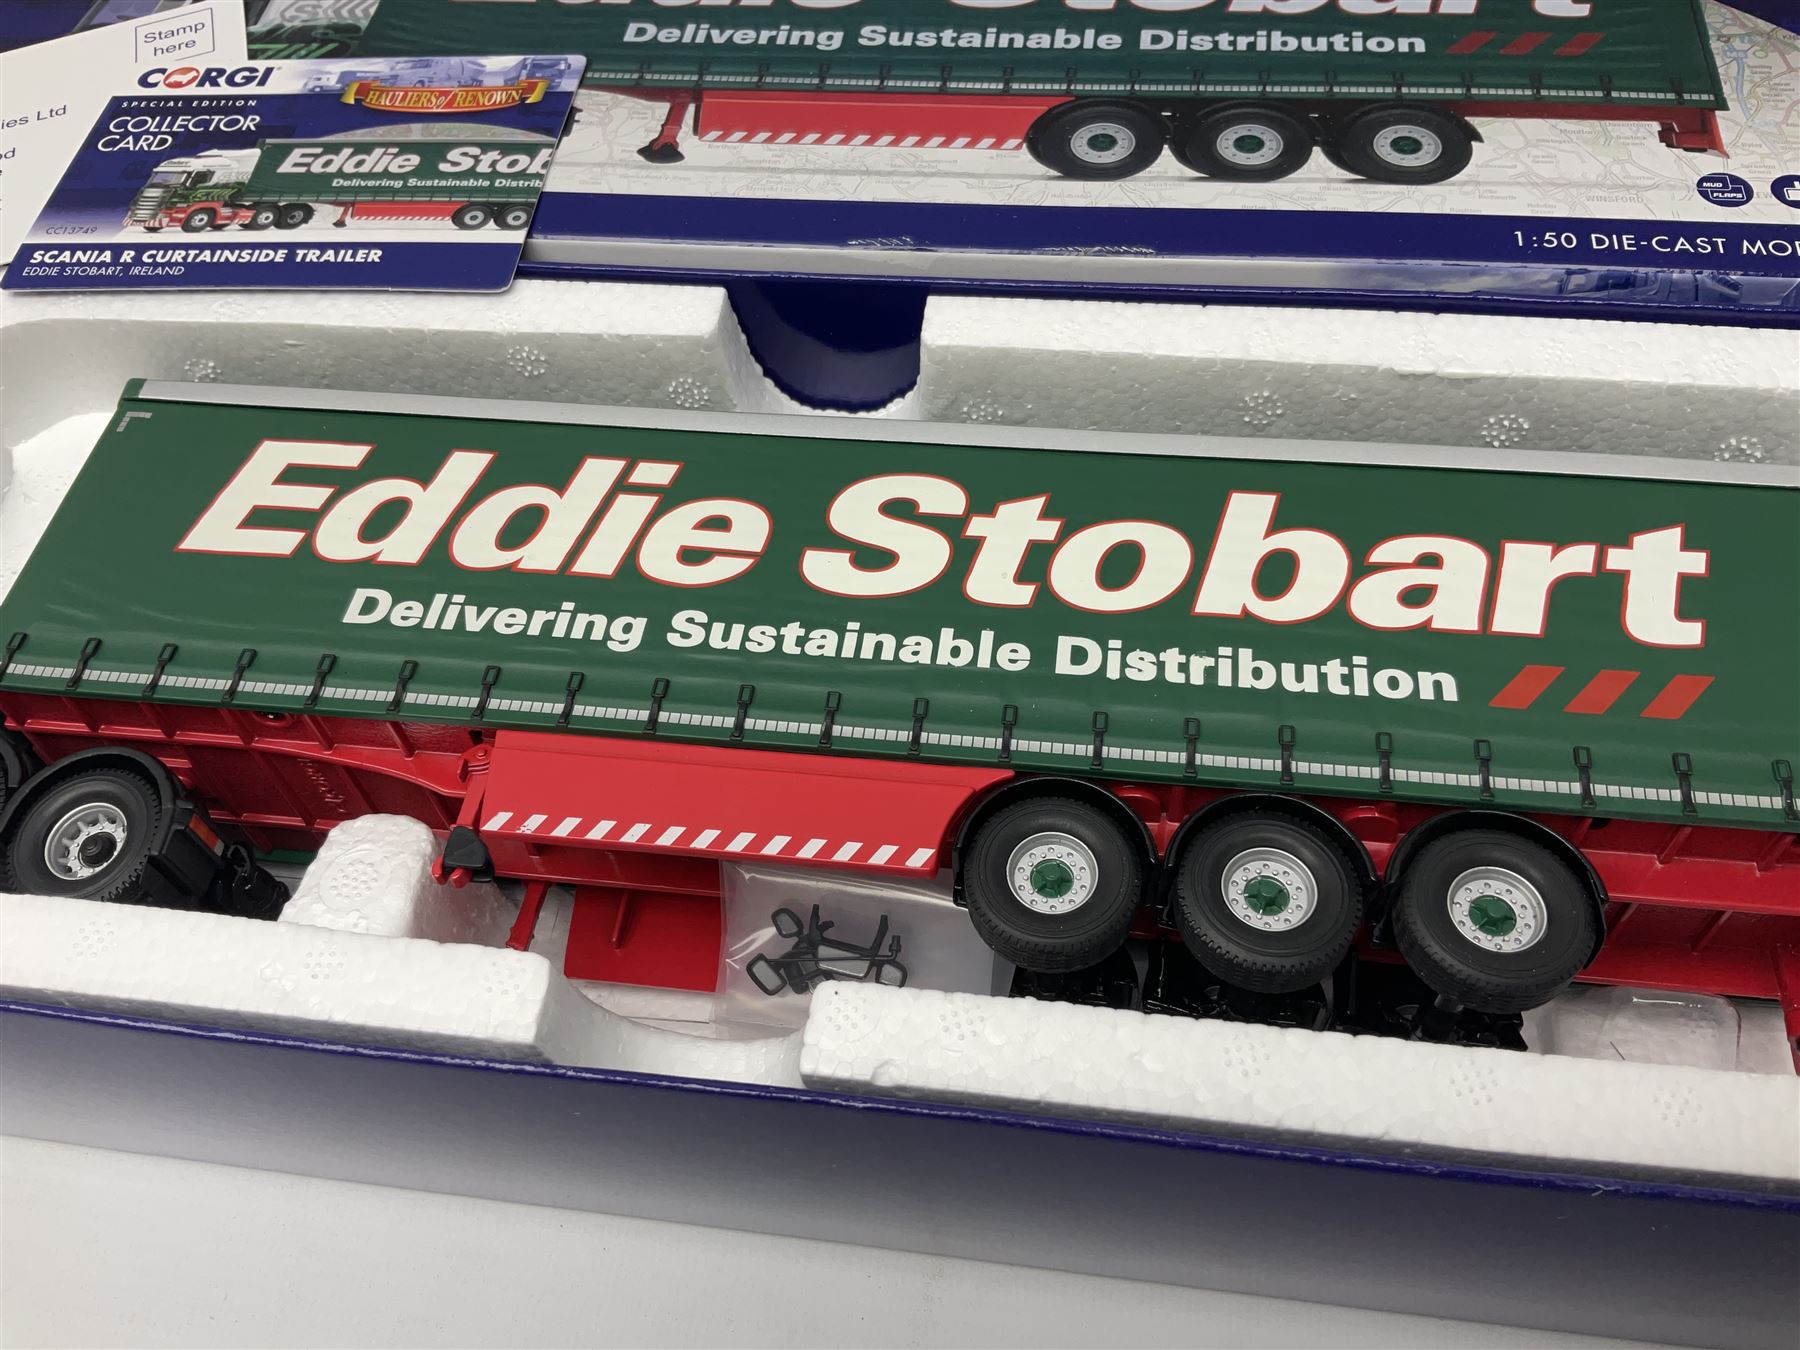 Stobart
Delivering Sustainable Distribution
Stamp
here
ies Ltd
CORGI
SPECIAL EDITION
COLLECTOR
CARD
HAULIERS of RENOWN
Eddie Stob
Delivering Sustainable Distrib
CC13749
SCANIA R CURTAINSIDE TRAILER
EDDIE STOBART, IRELAND
MUD
FLAPS
WINSFORD
1:50 DIE-CAST MO
Eddie Stobart
Delivering Sustainable Distribution